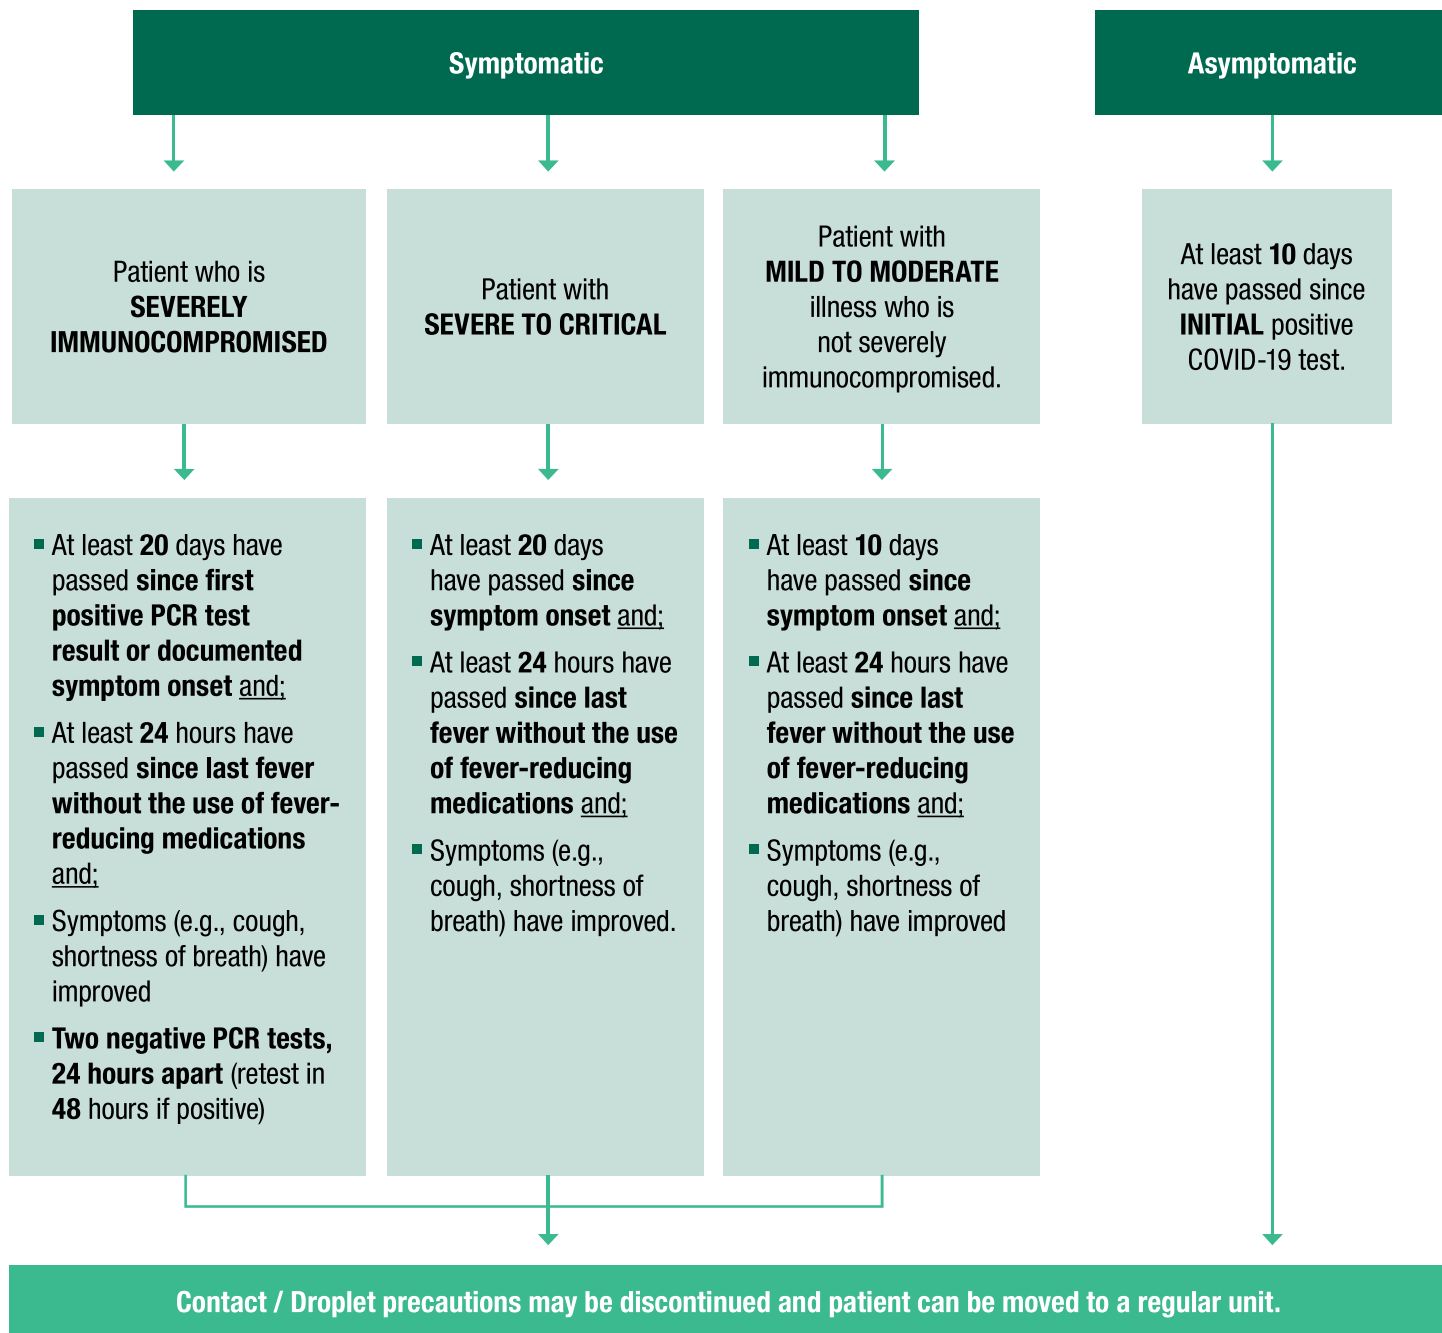 Symptomatic
Asymptomatic
Patient who is
SEVERELY
IMMUNOCOMPROMISED
Patient with
SEVERE TO CRITICAL
Patient with
MILD TO MODERATE
illness who is
not severely
immunocompromised.
At least 10 days
have passed since
INITIAL positive
COVID-19 test.
At least 20 days have
passed since first
positive PCR test
result or documented
symptom onset and;
At least 24 hours have
passed since last fever
without the use of fever-
reducing medications
and;
Symptoms (e.g., cough,
shortness of breath) have
improved
Two negative PCR tests,
24 hours apart (retest in
48 hours if positive)
At least 20 days
have passed since
symptom onset and;
At least 24 hours have
passed since last
fever without the use
of fever-reducing
medications and;
Symptoms (e.g.,
cough, shortness of
breath) have improved.
At least 10 days
have passed since
symptom onset and;
At least 24 hours have
passed since last
fever without the use
of fever-reducing
medications and;
Symptoms (e.g.,
cough, shortness of
breath) have improved
Contact / Droplet precautions may be discontinued and patient can be moved to a regular unit.